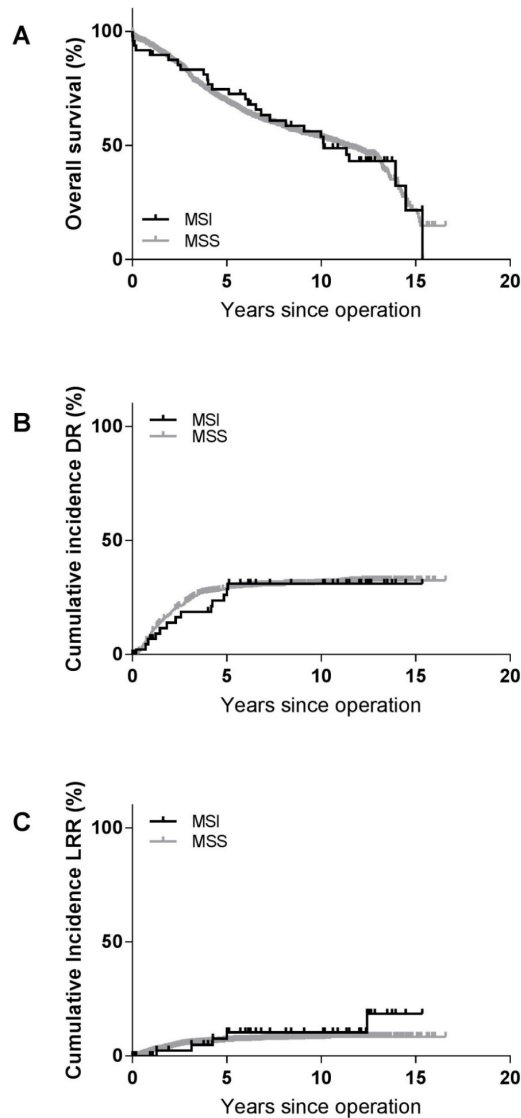 A
Overall survival (%)
100
50
0
MSI
MSS
0 5 10 15 20
Years since operation
B
Cumulative incidence DR (%)
100
50
0
MSI
MSS
0 5 10 15 20
Years since operation
C
Cumulative Incidence LRR (%)
100
50
0
MSI
MSS
0 5 10 15 20
Years since operation